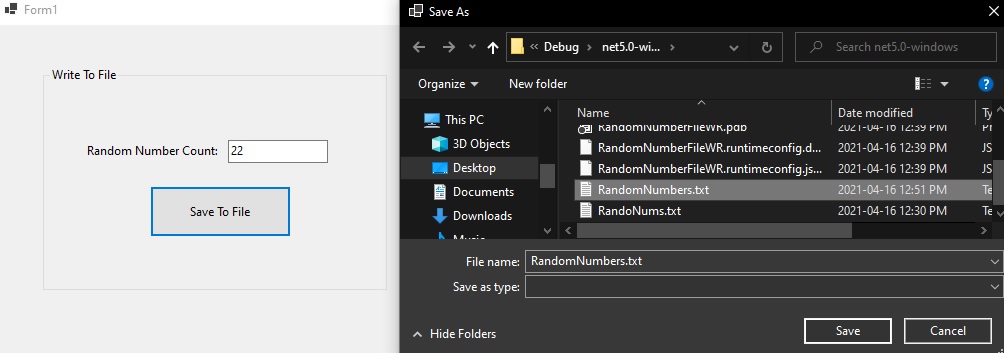 Form1
Write To File
Random Number Count: 22
Save To File
Save As
Debug net5.0-wi...
Search net5.0-windows
Organize New folder
This PC
3D Objects
Desktop
Documents
Downloads
Music
Name Date modified
RandomNumberFileWR.pdb 2021-04-16 12:39 PM
RandomNumberFileWR.runtimeconfig.d... 2021-04-16 12:39 PM JS
RandomNumberFileWR.runtimeconfig.js... 2021-04-16 12:39 PM JS
RandomNumbers.txt 2021-04-16 12:51 PM Te
RandoNums.txt 2021-04-16 12:30 PM Te
File name: RandomNumbers.txt
Save as type:
Hide Folders
Save Cancel